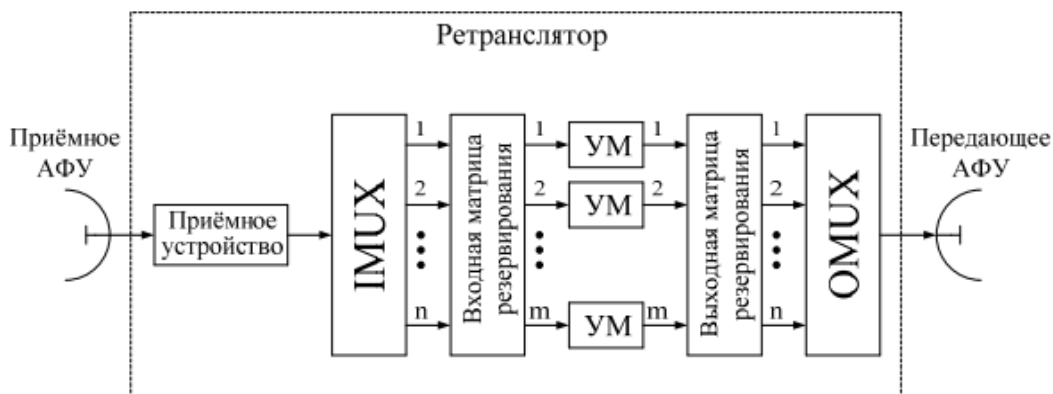 Ретранслятор
Приёмное
АФУ
Приёмное
устройство
IMUX
1
2
n
Входная матрица
резервирования
1
2
m
УМ
УМ
УМ
1
2
m
Выходная матрица
резервирования
1
2
n
OMUX
Передающее
АФУ